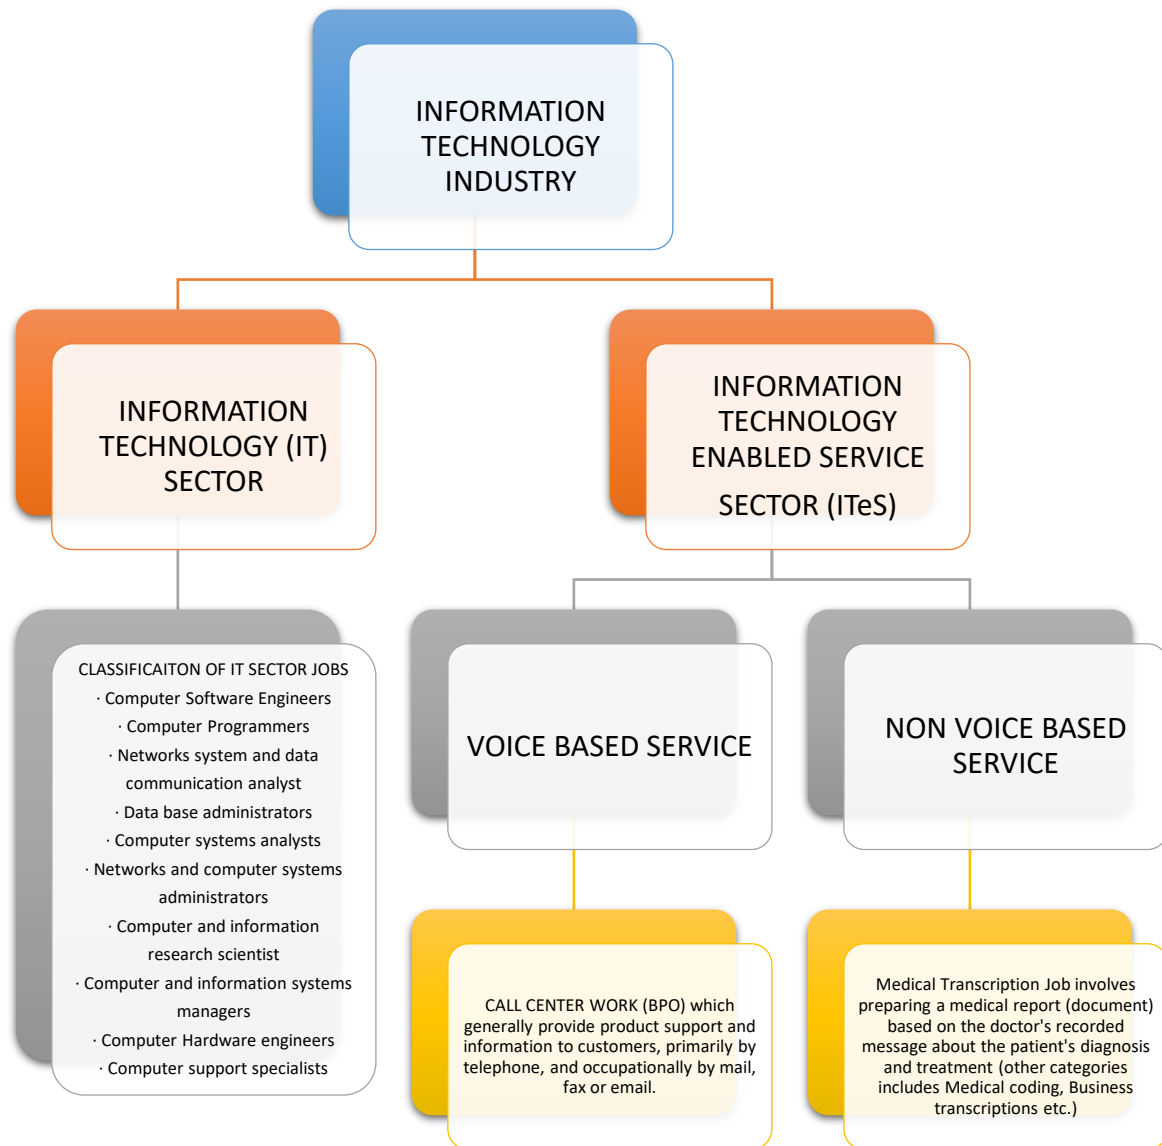 INFORMATION
TECHNOLOGY
INDUSTRY
INFORMATION
TECHNOLOGY (IT)
SECTOR
INFORMATION
TECHNOLOGY
ENABLED SERVICE
SECTOR (ITeS)
CLASSIFICAITON OF IT SECTOR JOBS
· Computer Software Engineers
· Computer Programmers
· Networks system and data
communication analyst
· Data base administrators
· Computer systems analysts
· Networks and computer systems
administrators
· Computer and information
research scientist
· Computer and information systems
managers
· Computer Hardware engineers
· Computer support specialists
VOICE BASED SERVICE
NON VOICE BASED
SERVICE
CALL CENTER WORK (BPO) which
generally provide product support and
information to customers, primarily by
telephone, and occupationally by mail,
fax or email.
Medical Transcription Job involves
preparing a medical report (document)
based on the doctor's recorded
message about the patient's diagnosis
and treatment (other categories
includes Medical coding, Business
transcriptions etc.)